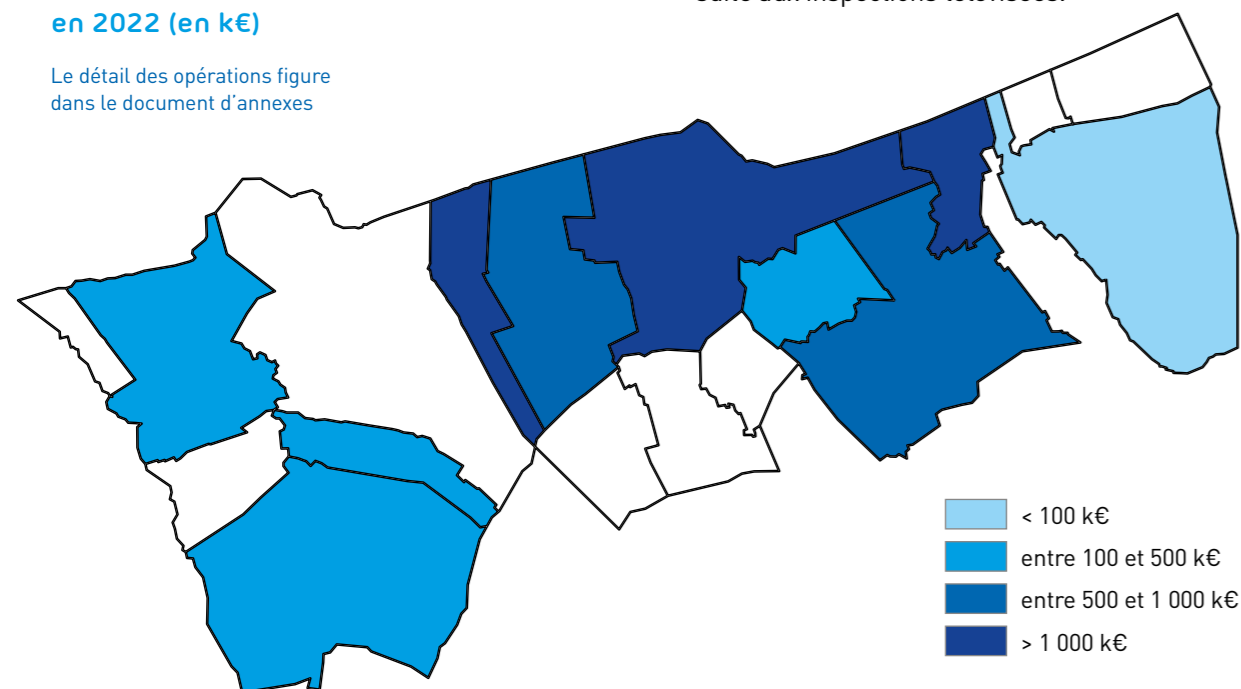 en 2022 (en k€)
Le détail des opérations figure
dans le document d’annexes
< 100 k€
entre 100 et 500 k€
entre 500 et 1 000 k€
> 1 000 k€